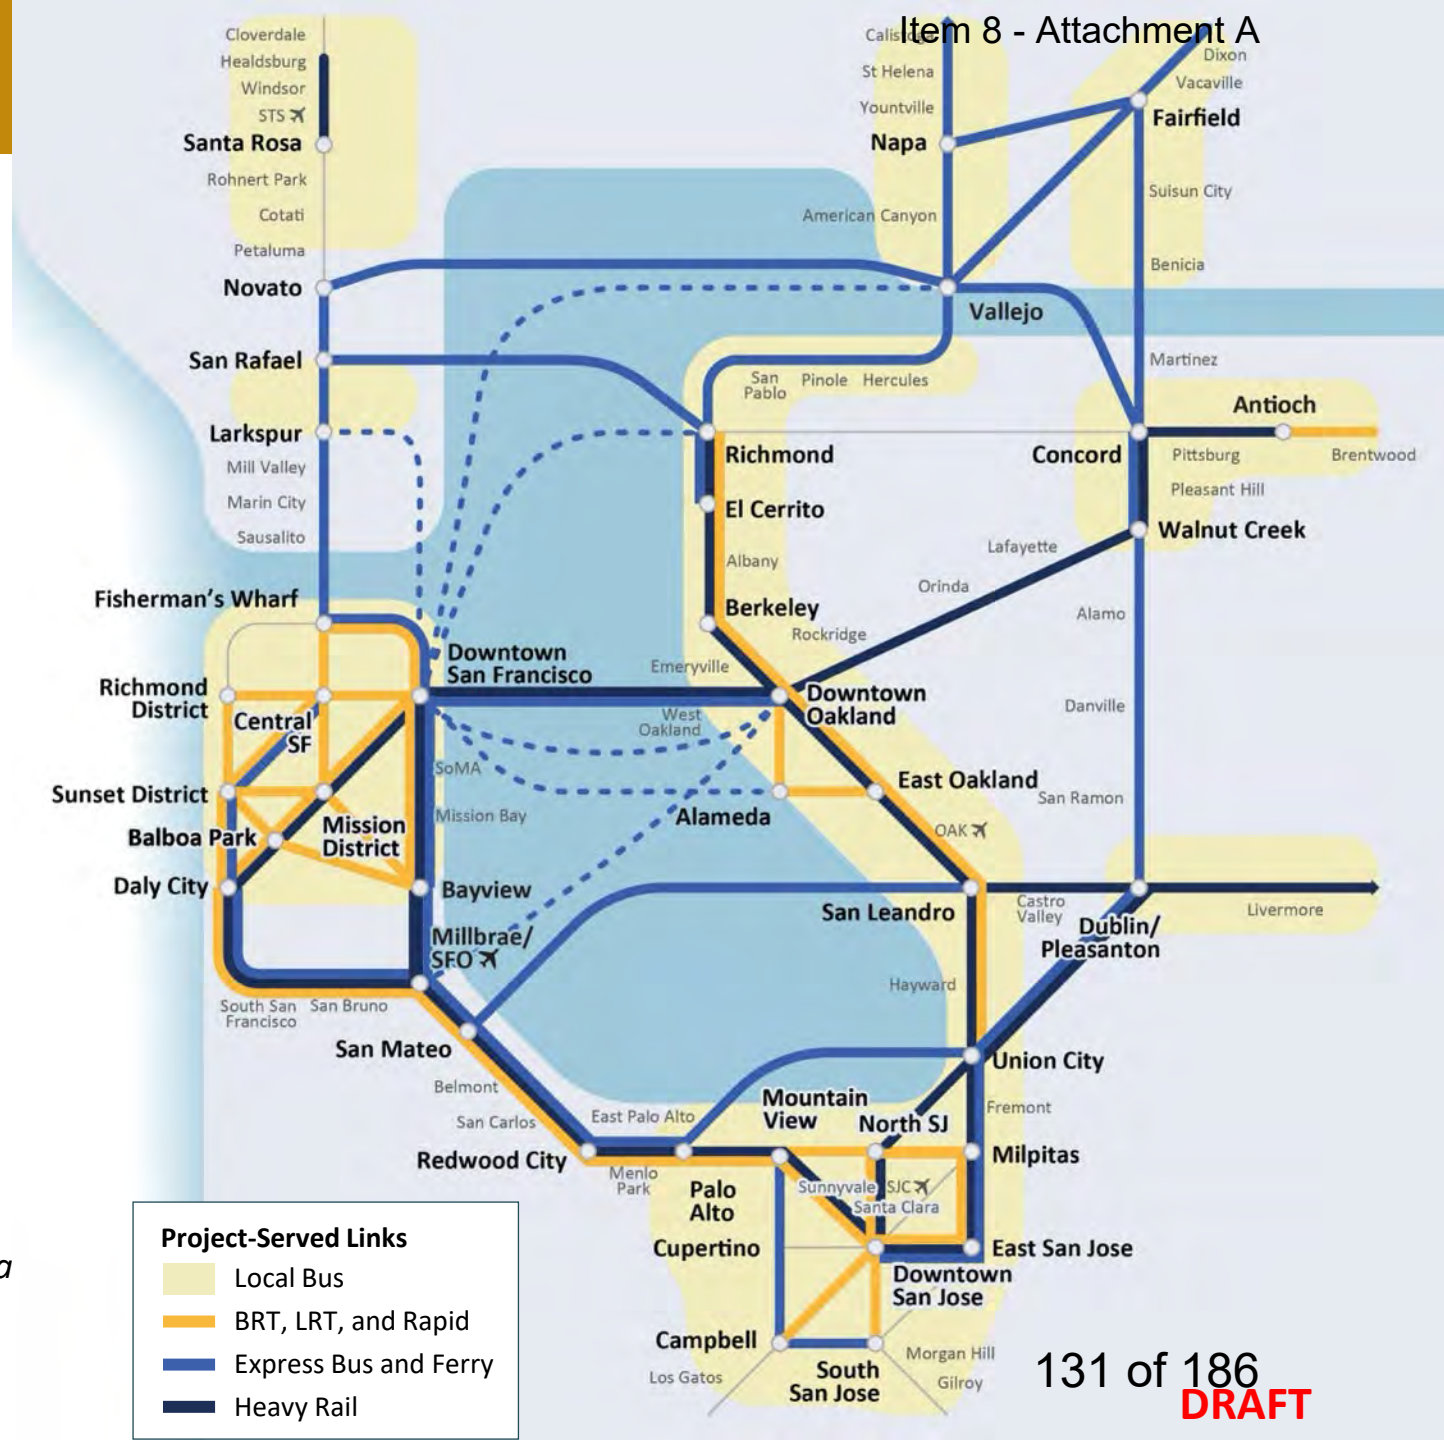 Item 8 - Attachment A
Cloverdale
Healdsburg
Windsor
STS
Santa Rosa
Rohnert Park
Cotati
Petaluma
Novato
San Rafael
Larkspur
Mill Valley
Marin City
Sausalito
Calistoga
St Helena
Yountville
Napa
American Canyon
Dixon
Vacaville
Fairfield
Suisun City
Benicia
Vallejo
San
Pablo
Pinole
Hercules
Martinez
Antioch
Richmond
Concord
Pittsburg
Brentwood
Pleasant Hill
El Cerrito
Walnut Creek
Albany
Lafayette
Orinda
Berkeley
Rockridge
Alamo
Emeryville
Fisherman's Wharf
Downtown
San Francisco
Richmond
District
Central
SF
West
Oakland
Downtown
Oakland
Danville
SoMA
Sunset District
Mission Bay
Balboa Park
Mission
District
Alameda
East Oakland
San Ramon
OAK
Daly City
Bayview
San Leandro
Castro
Valley
Livermore
Dublin/
Pleasanton
Millbrae/
SFO
Hayward
South San
Francisco
San Bruno
San Mateo
Union City
Belmont
San Carlos
East Palo Alto
Mountain
View
North SJ
Fremont
Redwood City
Menlo
Park
Milpitas
Palo
Alto
Sunnyvale
SJC
Santa Clara
Cupertino
East San Jose
Downtown
San Jose
Campbell
South
San Jose
Los Gatos
Morgan Hill
Gilroy
a
Project-Served Links
Local Bus
BRT, LRT, and Rapid
Express Bus and Ferry
Heavy Rail
131 of 186
DRAFT